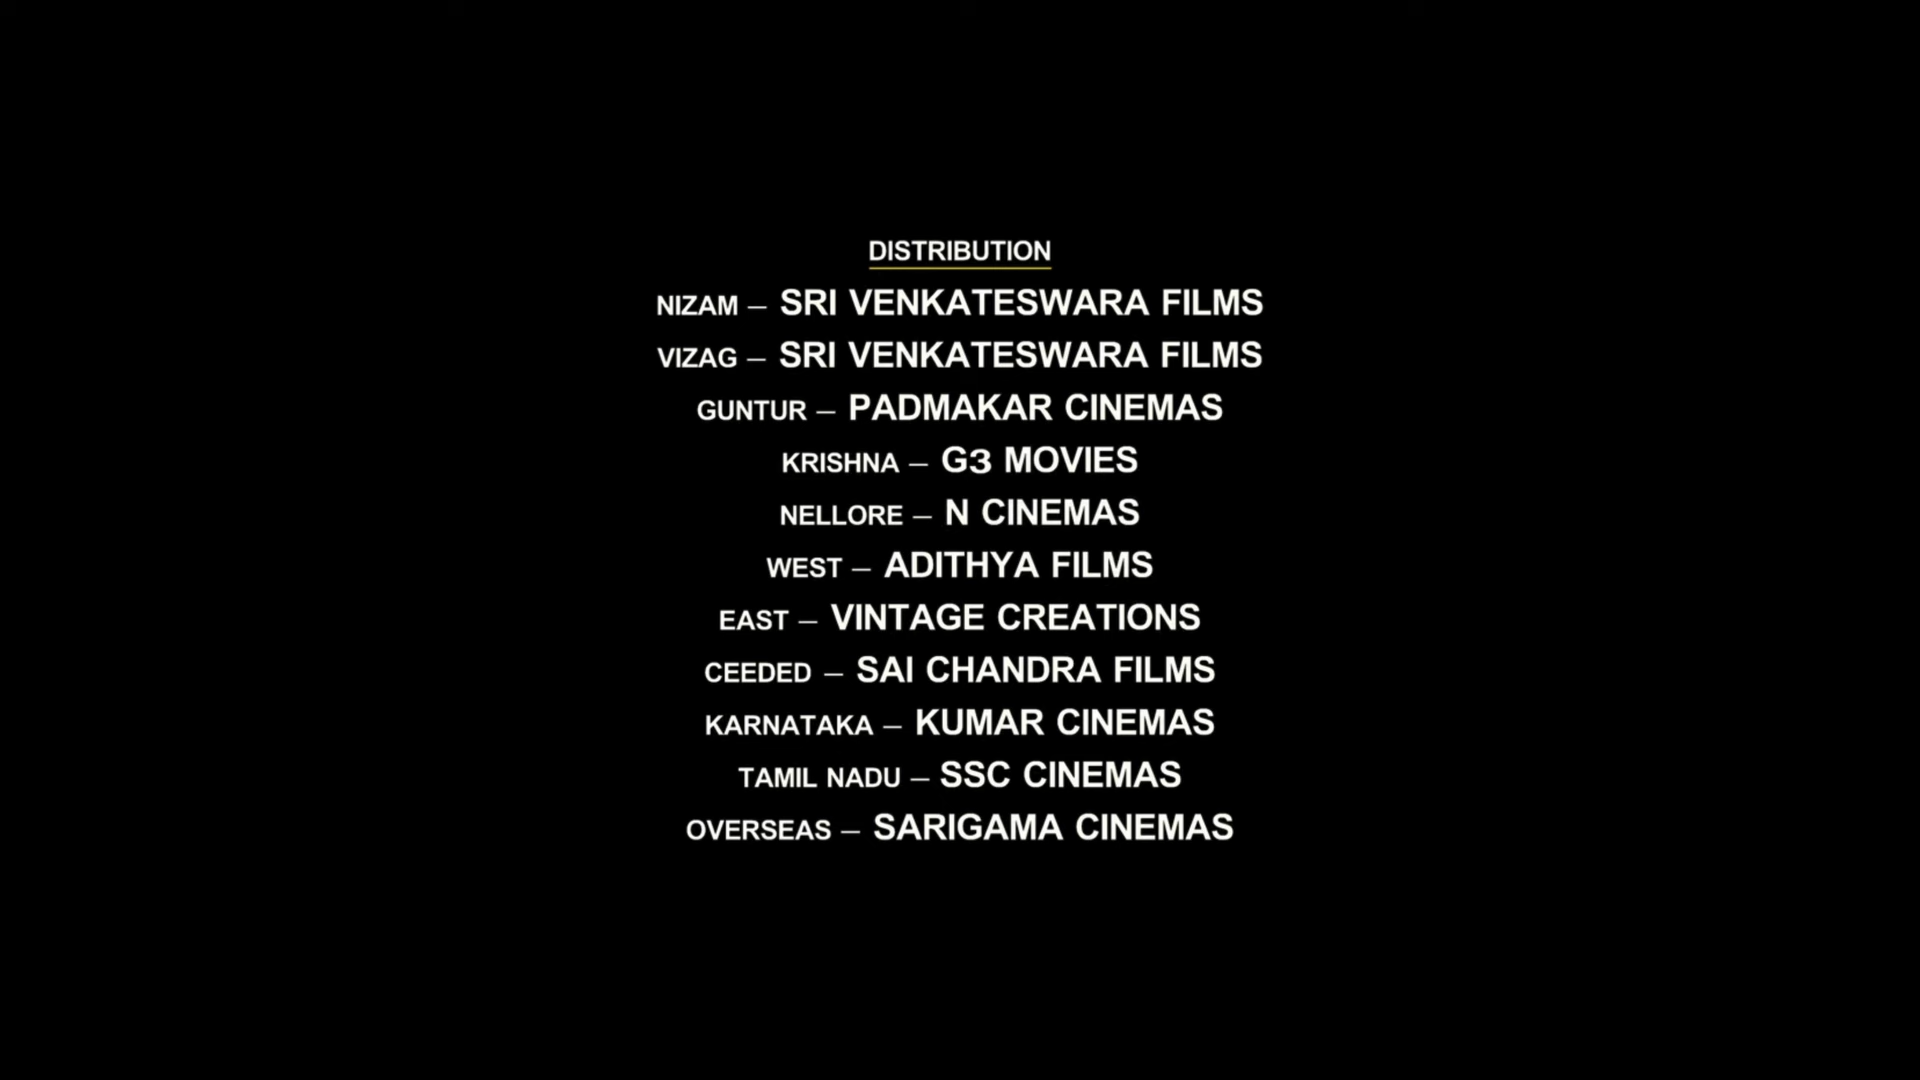 DISTRIBUTION
NIZAM – SRI VENKATESWARA FILMS
VIZAG – SRI VENKATESWARA FILMS
GUNTUR – PADMAKAR CINEMAS
KRISHNA – G3 MOVIES
NELLORE – N CINEMAS
WEST – ADITHYA FILMS
EAST – VINTAGE CREATIONS
CEEDED – SAI CHANDRA FILMS
KARNATAKA – KUMAR CINEMAS
TAMIL NADU – SSC CINEMAS
OVERSEAS – SARIGAMA CINEMAS